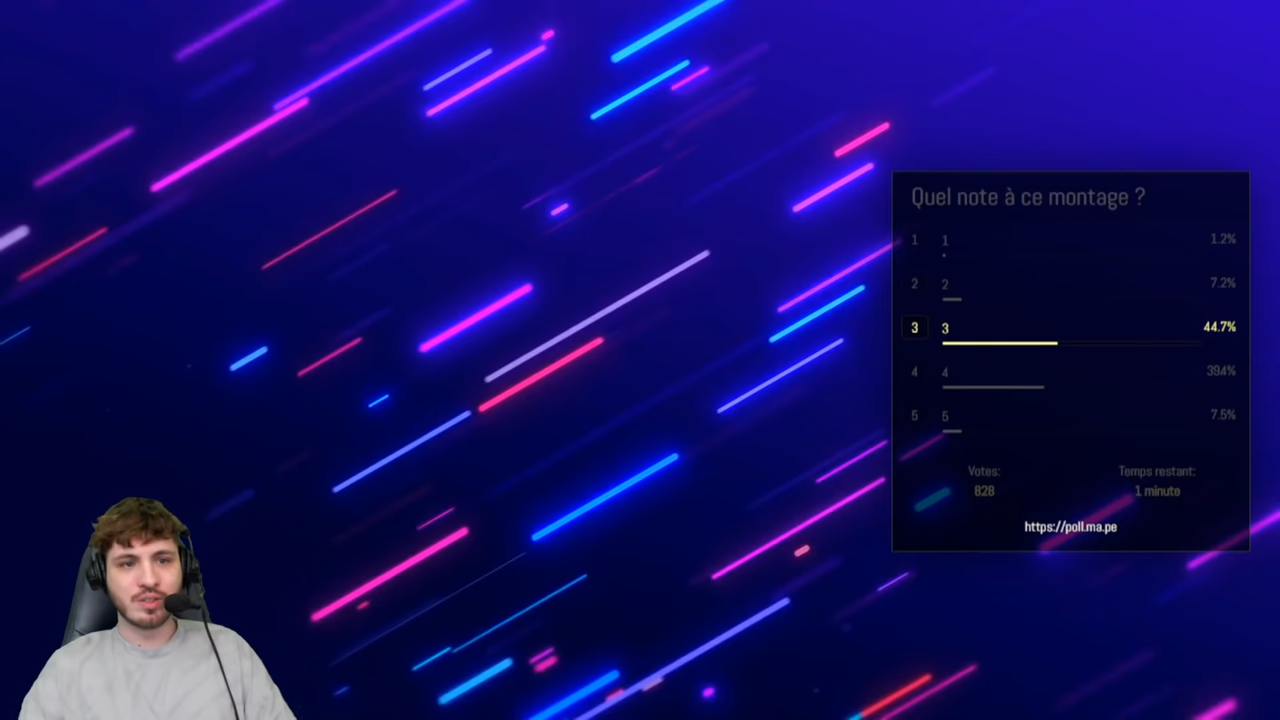 Quel note à ce montage ?
1 1 1.2%
2 2 7.2%
3 3 44.7%
4 4 39.4%
5 5 7.5%
Votes: Temps restant:
828 1 minute
https://poll.ma.pe